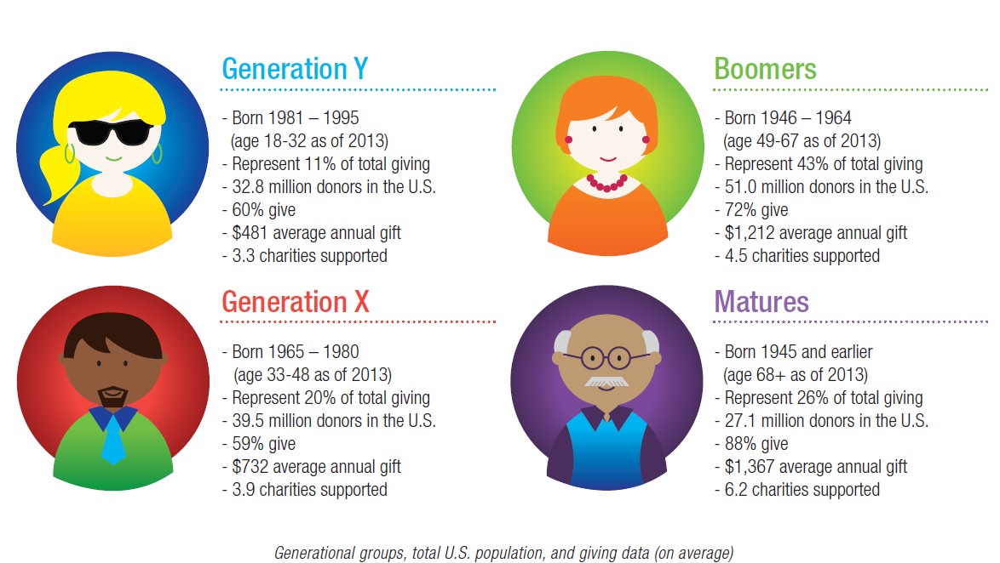 Generation Y
- Born 1981 – 1995
(age 18-32 as of 2013)
- Represent 11% of total giving
- 32.8 million donors in the U.S.
- 60% give
- $481 average annual gift
- 3.3 charities supported
Boomers
- Born 1946 – 1964
(age 49-67 as of 2013)
- Represent 43% of total giving
- 51.0 million donors in the U.S.
- 72% give
- $1,212 average annual gift
- 4.5 charities supported
Generation X
- Born 1965 – 1980
(age 33-48 as of 2013)
- Represent 20% of total giving
- 39.5 million donors in the U.S.
- 59% give
- $732 average annual gift
- 3.9 charities supported
Matures
- Born 1945 and earlier
(age 68+ as of 2013)
- Represent 26% of total giving
- 27.1 million donors in the U.S.
- 88% give
- $1,367 average annual gift
- 6.2 charities supported
Generational groups, total U.S. population, and giving data (on average)